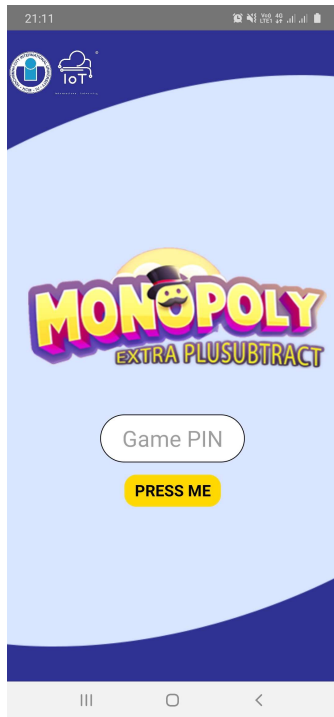 21:11
IoT
MONOPOLY
EXTRA PLUSUBTRACT
Game PIN
PRESS ME